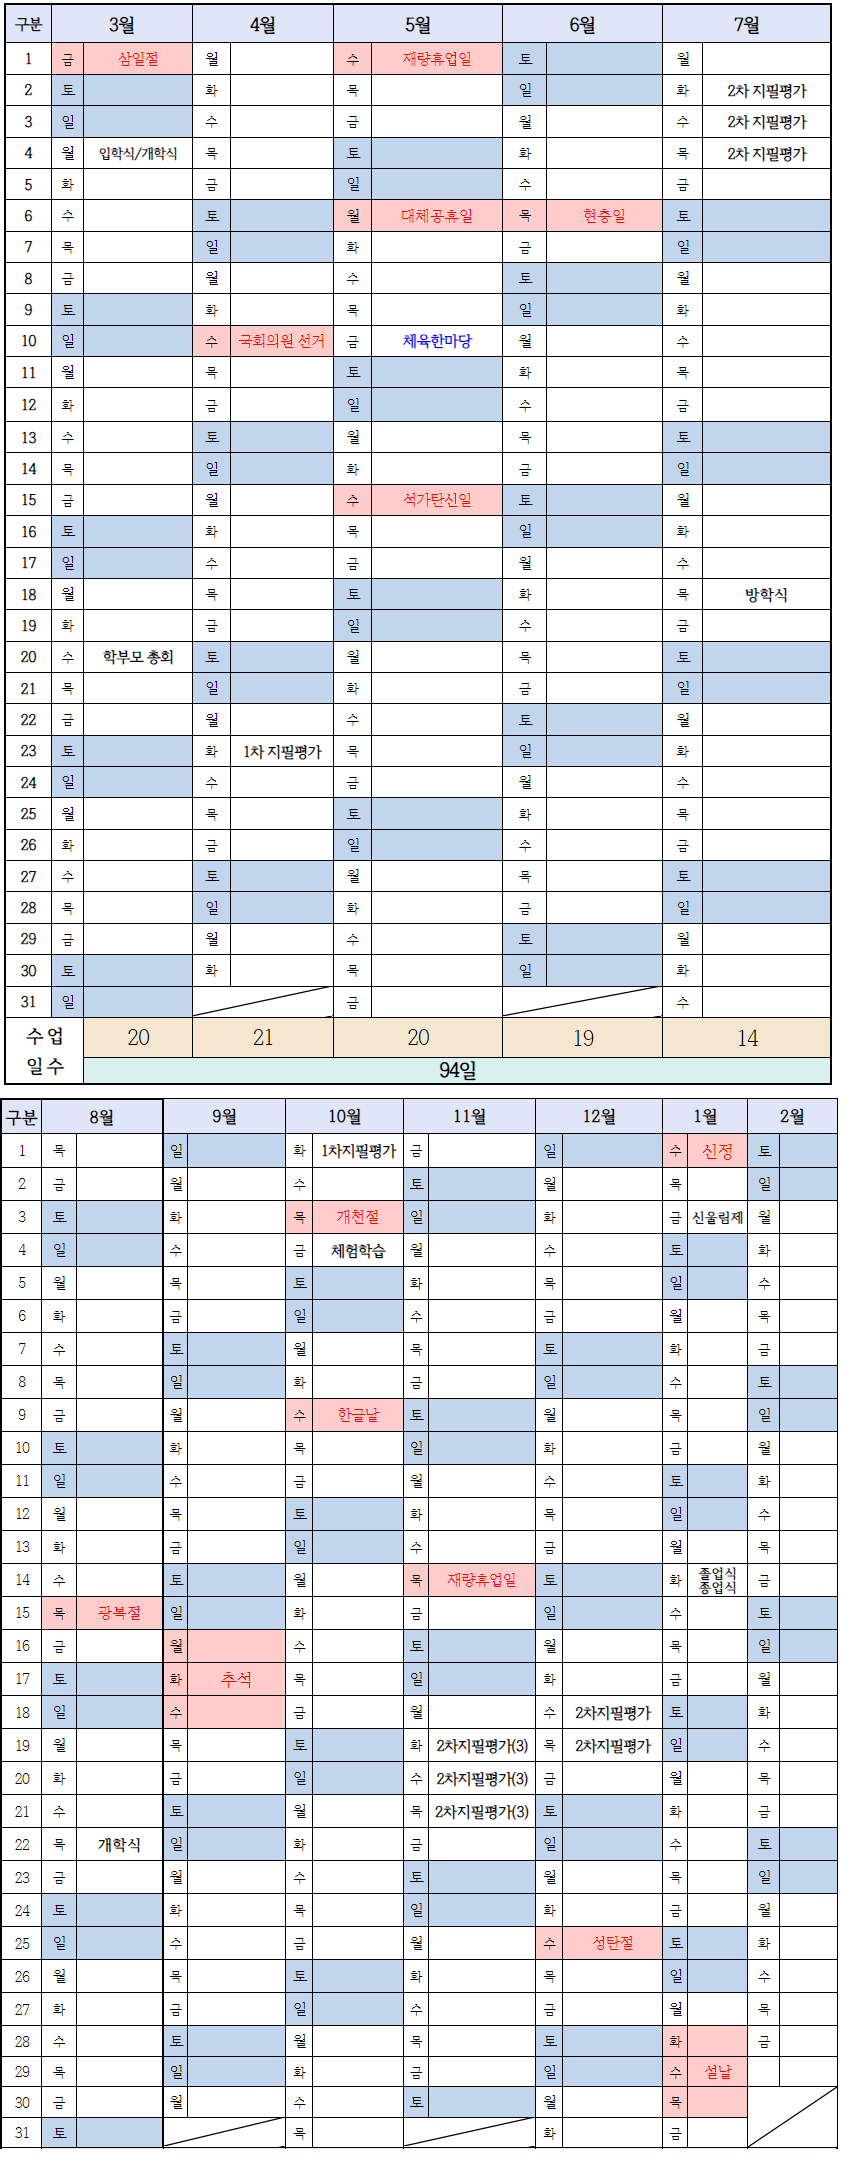 구분 3월 4월 5월 6월 7월
1 금 삼일절 월 수 재량휴업일 토 월
2 토 화 목 일 화 2차 지필평가
3 일 수 금 월 수 2차 지필평가
4 월 입학식/개학식 목 토 화 목 2차 지필평가
5 화 금 일 수 금
6 수 토 월 대체공휴일 목 현충일 토
7 목 일 화 금 일
8 금 월 수 토 월
9 토 화 목 일 화
10 일 수 국회의원 선거 금 체육한마당 월 수
11 월 목 토 화 목
12 화 금 일 수 금
13 수 토 월 목 토
14 목 일 화 금 일
15 금 월 수 석가탄신일 토 월
16 토 화 목 일 화
17 일 수 금 월 수
18 월 목 토 화 목 방학식
19 화 금 일 수 금
20 수 학부모 총회 토 월 목 토
21 목 일 화 금 일
22 금 월 수 토 월
23 토 화 1차 지필평가 목 일 화
24 일 수 금 월 수
25 월 목 토 화 목
26 화 금 일 수 금
27 수 토 월 목 토
28 목 일 화 금 일
29 금 월 수 토 월
30 토 화 목 일 화
31 일 금 수
수 업 20 21 20 19 14
일 수 94일
구분 8월 9월 10월 11월 12월 1월 2월
1 목 일 화 1차지필평가 금 일 수 신정 토
2 금 월 수 토 월 목 일
3 토 화 목 개천절 일 화 금 신울림제 월
4 일 수 금 체험학습 월 수 토 화
5 월 목 토 화 목 일 수
6 화 금 일 수 금 월 목
7 수 토 월 목 토 화 금
8 목 일 화 금 일 수 토
9 금 월 수 한글날 토 월 목 일
10 토 화 목 일 화 금 월
11 일 수 금 월 수 토 화
12 월 목 토 화 목 일 수
13 화 금 일 수 금 월 목
14 수 토 월 목 재량휴업일 토 화 졸업식 종업식 금
15 목 광복절 일 화 금 일 수 토
16 금 월 수 토 월 목 일
17 토 화 추석 목 일 화 금 월
18 일 수 금 월 수 2차지필평가 토 화
19 월 목 토 화 2차지필평가(3) 목 2차지필평가 일 수
20 화 금 일 수 2차지필평가(3) 금 월 목
21 수 토 월 목 2차지필평가(3) 토 화 금
22 목 개학식 일 화 금 일 수 토
23 금 월 수 토 월 목 일
24 토 화 목 일 화 금 월
25 일 수 금 월 수 성탄절 토 화
26 월 목 토 화 목 일 수
27 화 금 일 수 금 월 목
28 수 토 월 목 토 화 금
29 목 일 화 금 일 수 설날
30 금 월 수 토 월 목
31 토 목 화 금